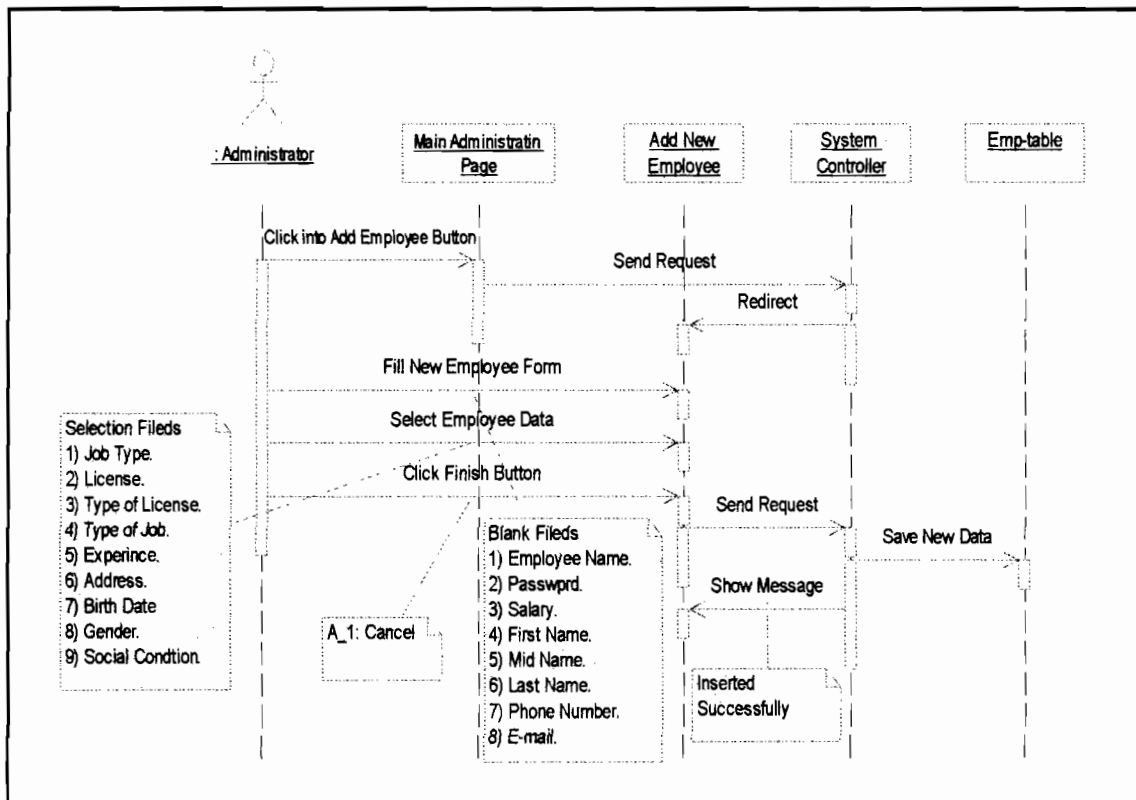 : Administrator
Main Administratin
Page
Add New
Employee
System
Controller
Emp-table
Click into Add Employee Button
Send Request
Redirect
Fill New Employee Form
Select Employee Data
Click Finish Button
Send Request
Save New Data
Show Message
Selection Fileds
1) Job Type.
2) License.
3) Type of License.
4) Type of Job.
5) Experince.
6) Address.
7) Birth Date
8) Gender.
9) Social Condtion.
A_1: Cancel
Blank Fileds
1) Employee Name.
2) Passwprd.
3) Salary.
4) First Name.
5) Mid Name.
6) Last Name.
7) Phone Number.
8) E-mail.
Inserted
Successfully